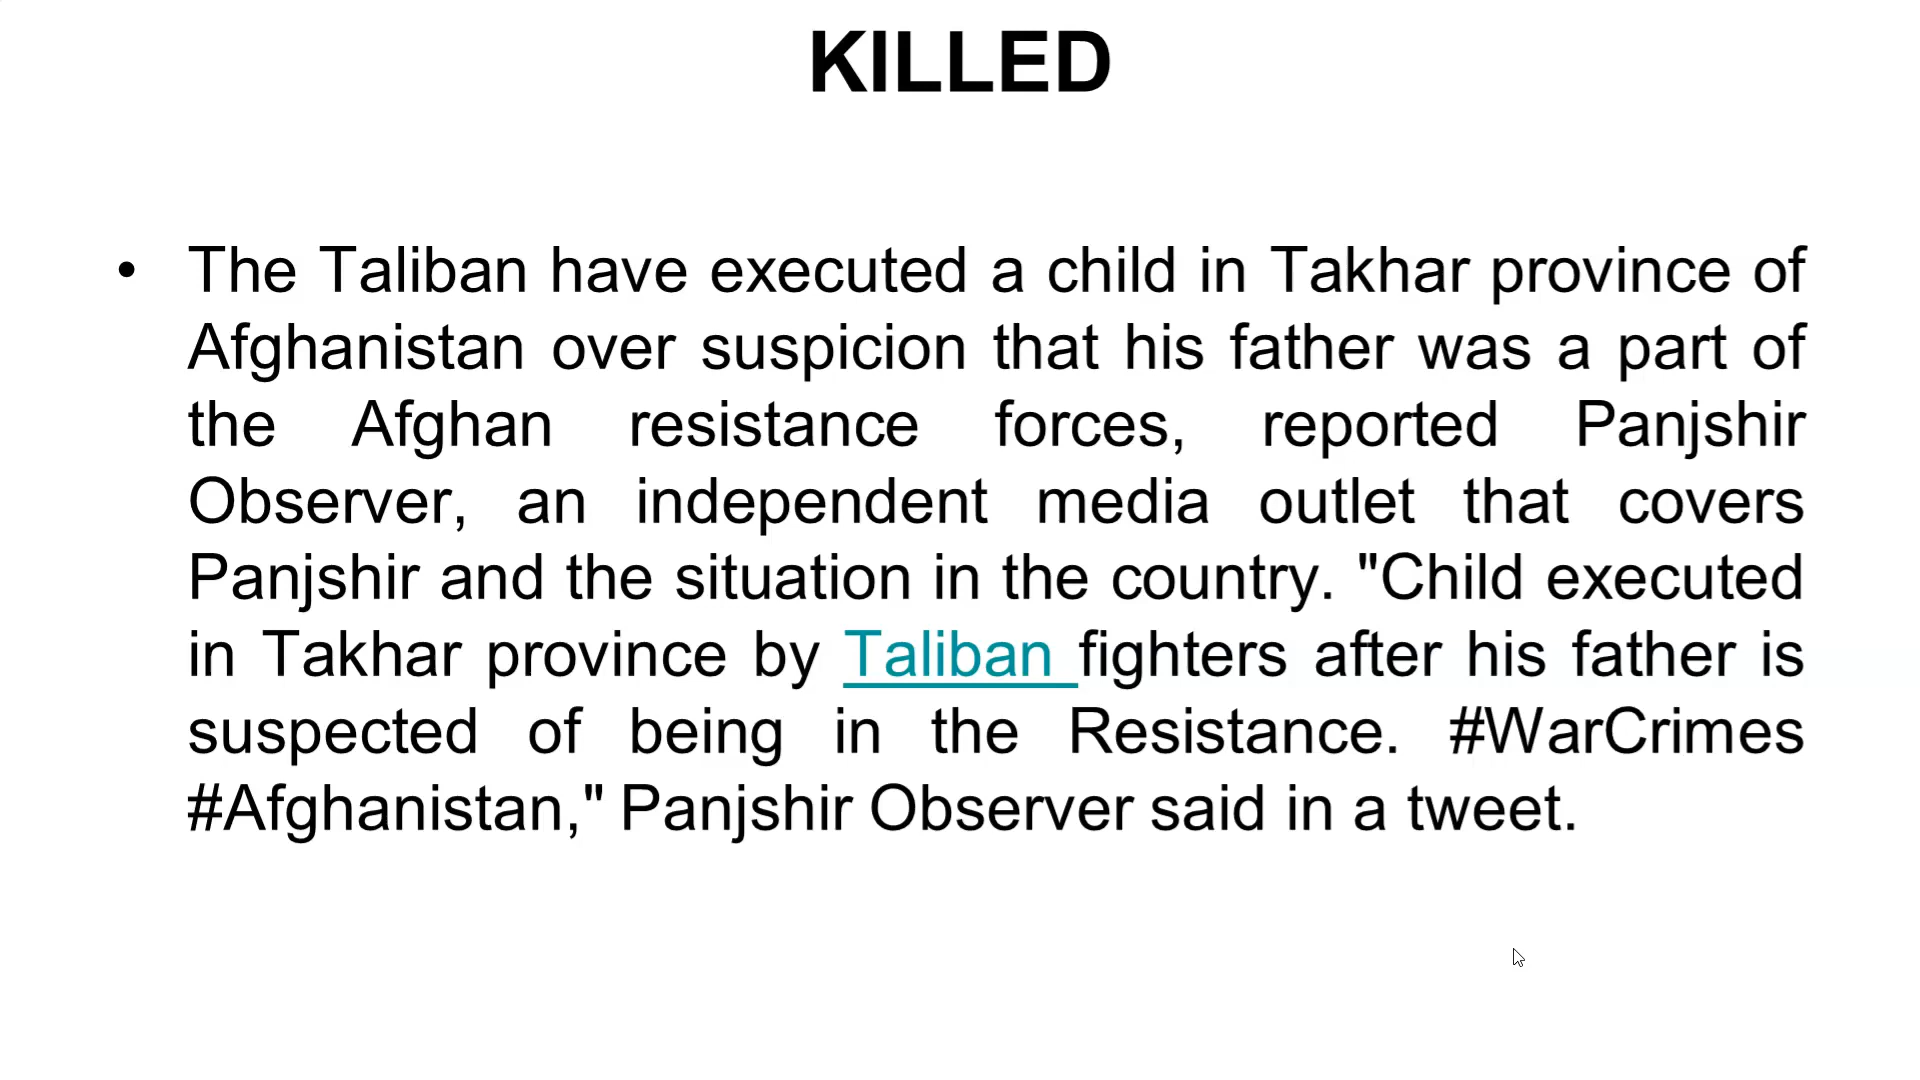 KILLED
• The Taliban have executed a child in Takhar province of
Afghanistan over suspicion that his father was a part of
the Afghan resistance forces, reported Panjshir
Observer, an independent media outlet that covers
Panjshir and the situation in the country. "Child executed
in Takhar province by Taliban fighters after his father is
suspected of being in the Resistance. #WarCrimes
#Afghanistan," Panjshir Observer said in a tweet.